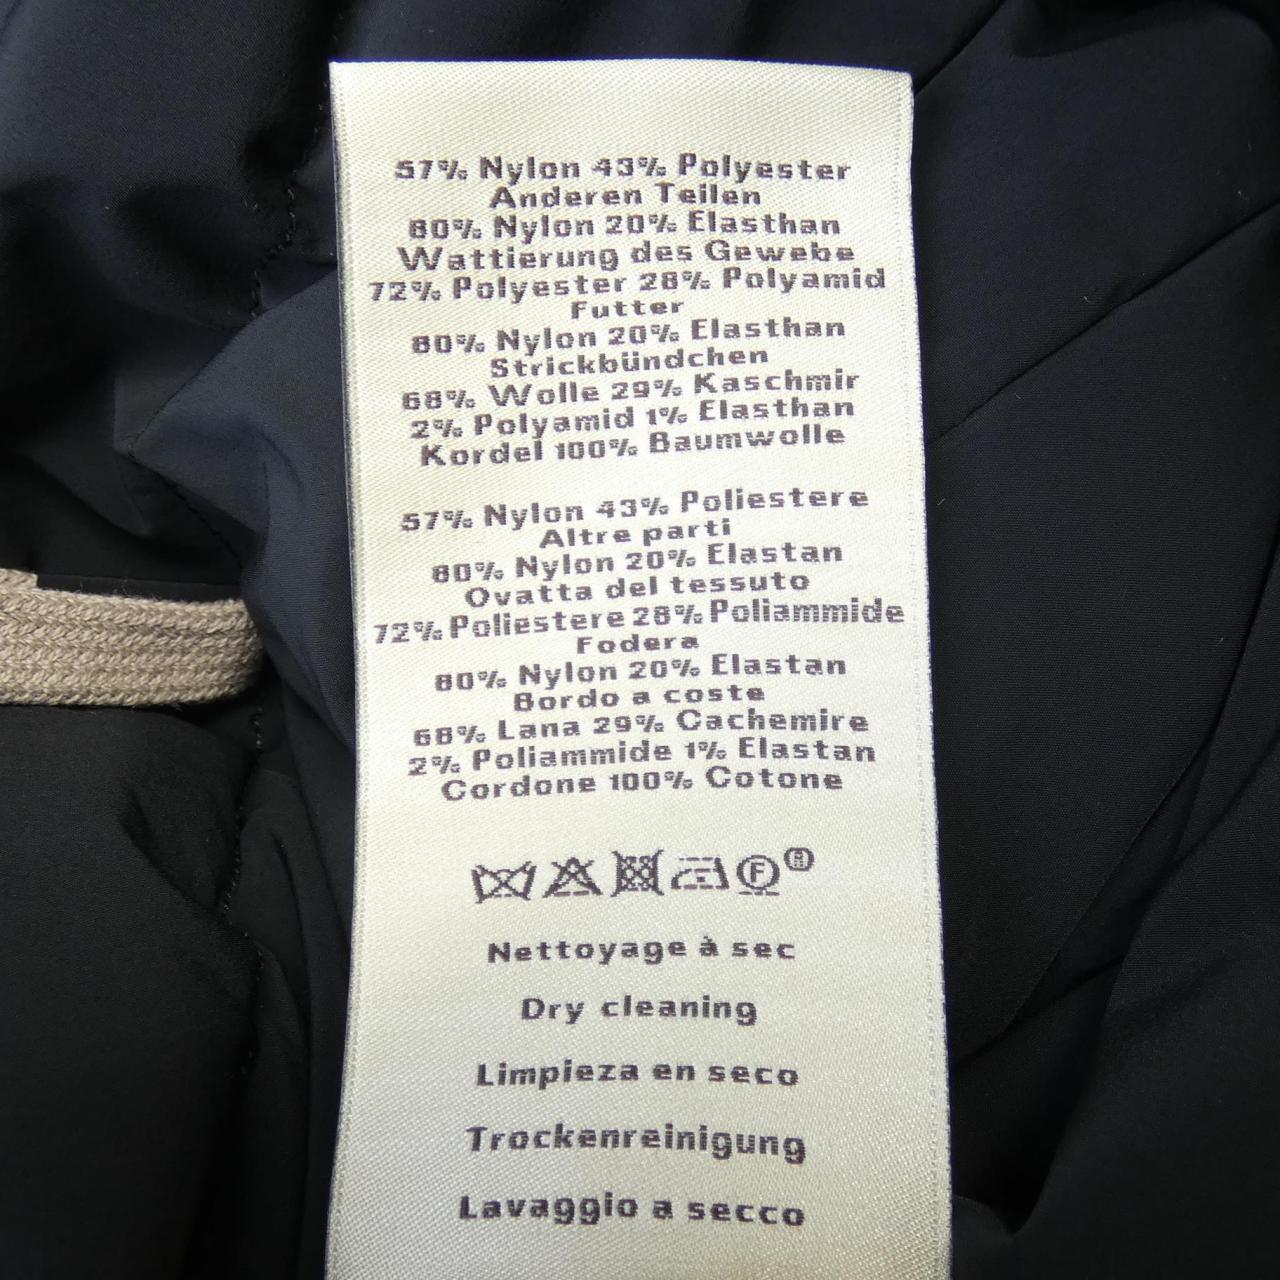 57% Nylon 43% Polyester
Anderen Teilen
80% Nylon 20% Elasthan
Wattierung des Gewebe
72% Polyester 28% Polyamid
Futter
80% Nylon 20% Elasthan
Strickbündchen
68% Wolle 29% Kaschmir
2% Polyamid 1% Elasthan
Kordel 100% Baumwolle
57% Nylon 43% Poliestere
Altre parti
80% Nylon 20% Elastan
Ovatta del tessuto
72% Poliestere 28% Poliammide
Fodera
80% Nylon 20% Elastan
Bordo a coste
68% Lana 29% Cachemire
2% Poliammide 1% Elastan
Cordone 100% Cotone
F ®
Nettoyage à sec
Dry cleaning
Limpieza en seco
Trockenreinigung
Lavaggio a secco